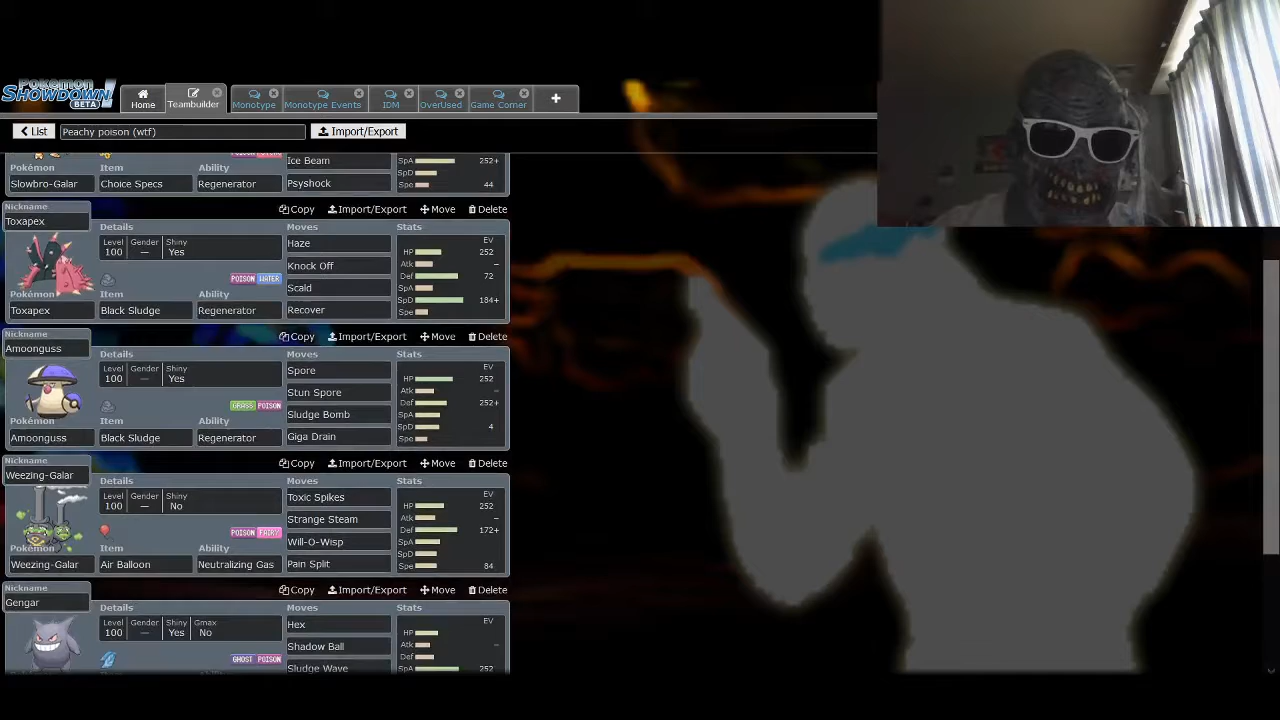 Pokémon
SHOWDOWN!
BETA
Home
Teambuilder
Monotype
Monotype Events
IDM
OverUsed
Game Corner
List
Peachy poison (wtf)
Import/Export
Pokémon
Item
Ability
Slowbro-Galar
Choice Specs
Regenerator
Ice Beam
Psyshock
SpA 252+
SpD
Spe 44
Copy Import/Export Move Delete
Nickname
Toxapex
Details
Level Gender Shiny
100 — Yes
POISON WATER
Pokémon
Item
Ability
Toxapex
Black Sludge
Regenerator
Moves
Haze
Knock Off
Scald
Recover
Stats
EV
HP 252
Atk –
Def 72
SpA
SpD 184+
Spe
Copy Import/Export Move Delete
Nickname
Amoonguss
Details
Level Gender Shiny
100 — Yes
GRASS POISON
Pokémon
Item
Ability
Amoonguss
Black Sludge
Regenerator
Moves
Spore
Stun Spore
Sludge Bomb
Giga Drain
Stats
EV
HP 252
Atk –
Def 252+
SpA
SpD 4
Spe
Copy Import/Export Move Delete
Nickname
Weezing-Galar
Details
Level Gender Shiny
100 — No
POISON FAIRY
Pokémon
Item
Ability
Weezing-Galar
Air Balloon
Neutralizing Gas
Moves
Toxic Spikes
Strange Steam
Will-O-Wisp
Pain Split
Stats
EV
HP 252
Atk –
Def 172+
SpA
SpD
Spe 84
Copy Import/Export Move Delete
Nickname
Gengar
Details
Level Gender Shiny Gmax
100 — Yes No
GHOST POISON
Moves
Hex
Shadow Ball
Sludge Wave
Stats
EV
HP
Atk –
Def
SpA 252